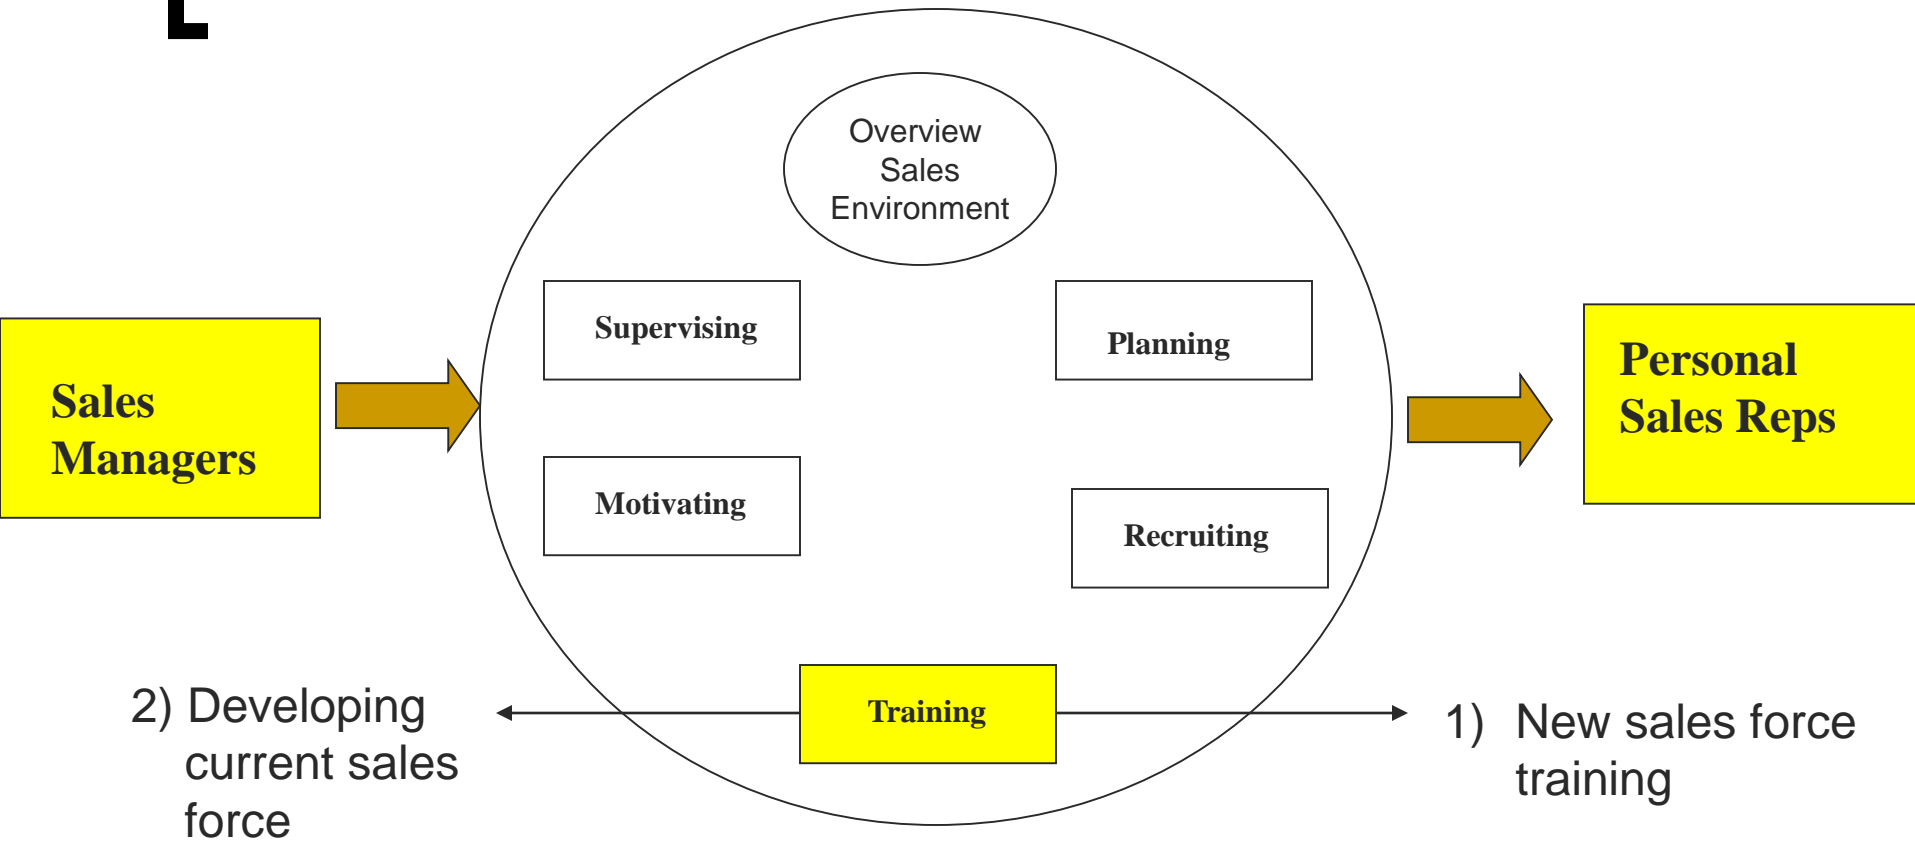 Overview
Sales
Environment
Supervising
Planning
Sales
Managers
Personal
Sales Reps
Motivating
Recruiting
Training
2) Developing
current sales
force
1) New sales force
training